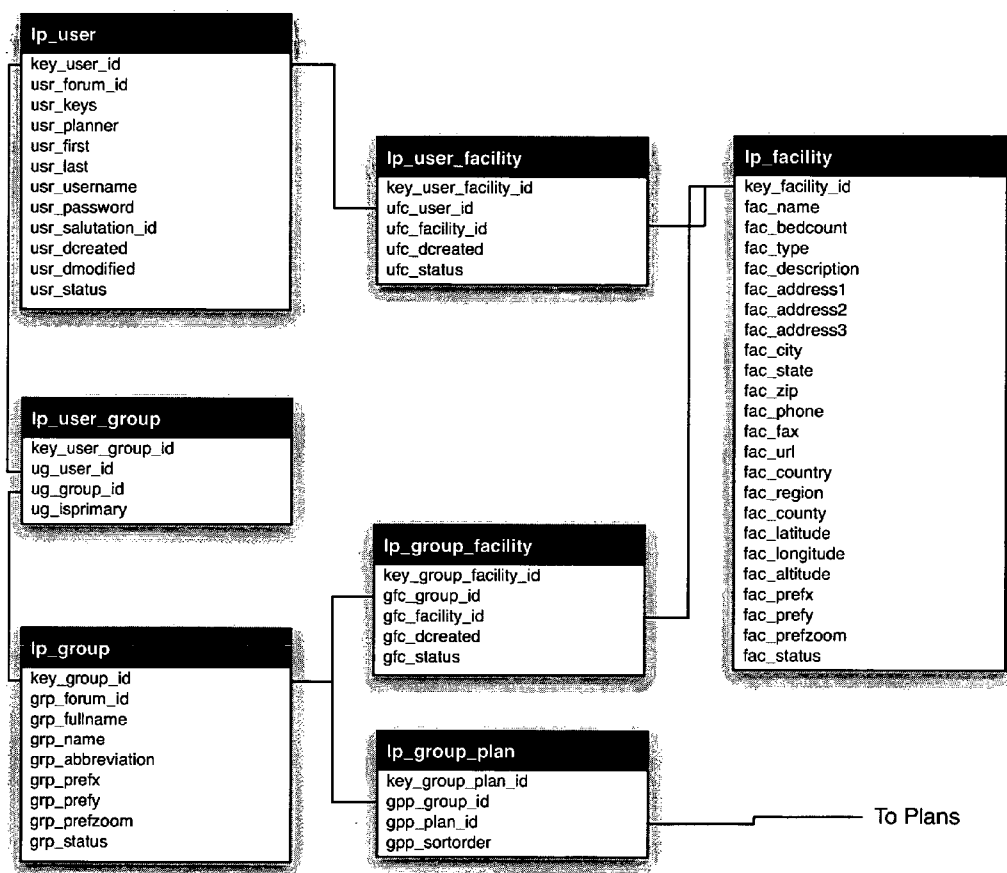 lp_user
key_user_id
usr_forum_id
usr_keys
usr_planner
usr_first
usr_last
usr_username
usr_password
usr_salutation_id
usr_dcreated
usr_dmodified
usr_status
lp_user_facility
key_user_facility_id
ufc_user_id
ufc_facility_id
ufc_dcreated
ufc_status
lp_facility
key_facility_id
fac_name
fac_bedcount
fac_type
fac_description
fac_address1
fac_address2
fac_address3
fac_city
fac_state
fac_zip
fac_phone
fac_fax
fac_url
fac_country
fac_region
fac_county
fac_latitude
fac_longitude
fac_altitude
fac_prefx
fac_prefy
fac_prefzoom
fac_status
lp_user_group
key_user_group_id
ug_user_id
ug_group_id
ug_isprimary
lp_group_facility
key_group_facility_id
gfc_group_id
gfc_facility_id
gfc_dcreated
gfc_status
lp_group
key_group_id
grp_forum_id
grp_fullname
grp_name
grp_abbreviation
grp_prefx
grp_prefy
grp_prefzoom
grp_status
lp_group_plan
key_group_plan_id
gpp_group_id
gpp_plan_id
gpp_sortorder
To Plans